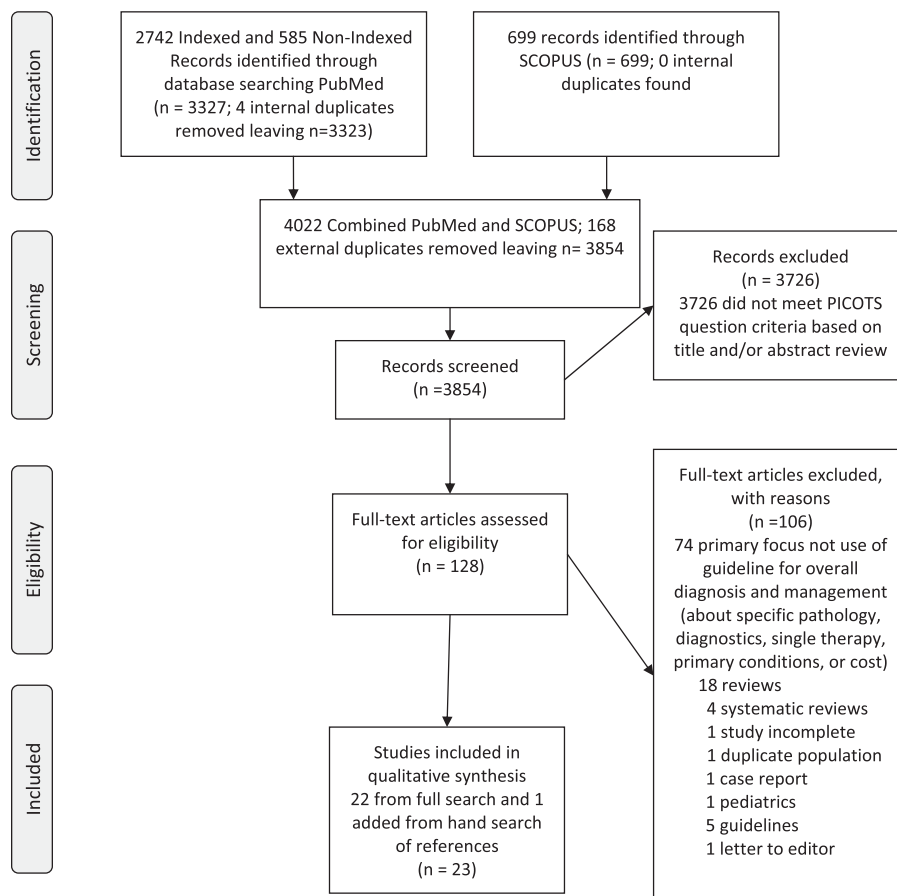 Identification
2742 Indexed and 585 Non-Indexed
Records identified through
database searching PubMed
(n = 3327; 4 internal duplicates
removed leaving n=3323)
699 records identified through
SCOPUS (n = 699; 0 internal
duplicates found
Screening
4022 Combined PubMed and SCOPUS; 168
external duplicates removed leaving n= 3854
Records excluded
(n = 3726)
3726 did not meet PICOTS
question criteria based on
title and/or abstract review
Records screened
(n =3854)
Eligibility
Full-text articles assessed
for eligibility
(n = 128)
Full-text articles excluded,
with reasons
(n =106)
74 primary focus not use of
guideline for overall
diagnosis and management
(about specific pathology,
diagnostics, single therapy,
primary conditions, or cost)
18 reviews
4 systematic reviews
1 study incomplete
1 duplicate population
1 case report
1 pediatrics
5 guidelines
1 letter to editor
Included
Studies included in
qualitative synthesis
22 from full search and 1
added from hand search
of references
(n = 23)